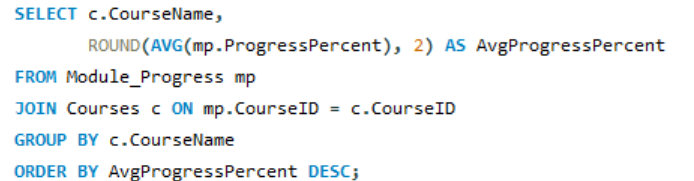 SELECT c.CourseName,
ROUND(AVG(mp.ProgressPercent), 2) AS AvgProgressPercent
FROM Module_Progress mp
JOIN Courses c ON mp.CourseID = c.CourseID
GROUP BY c.CourseName
ORDER BY AvgProgressPercent DESC;